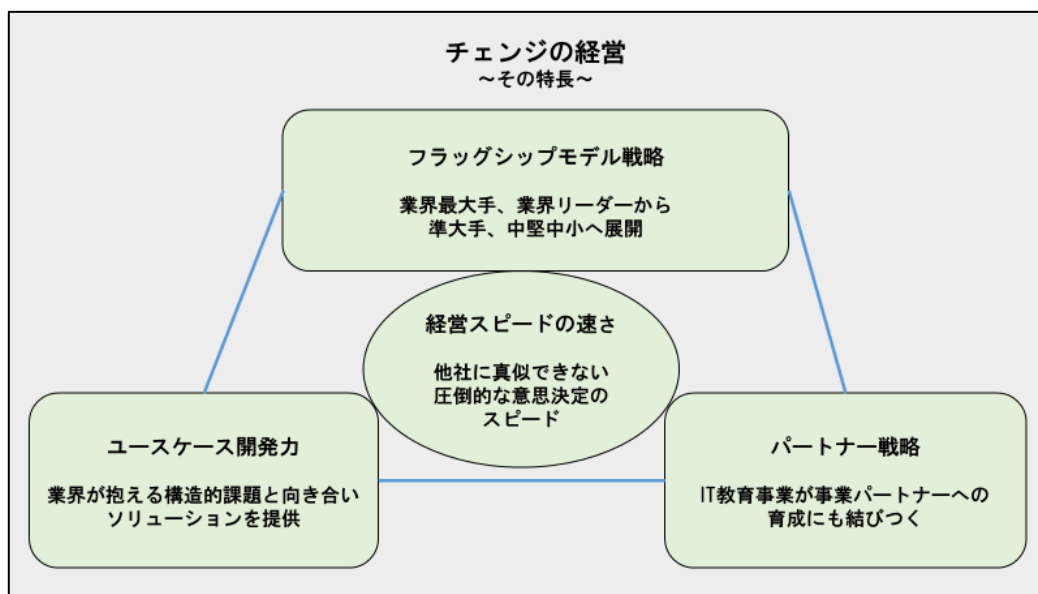 チェンジの経営
～その特長～
フラッグシップモデル戦略
業界最大手、業界リーダーから
準大手、中堅中小へ展開
経営スピードの速さ
他社に真似できない
圧倒的な意思決定の
スピード
ユースケース開発力
業界が抱える構造的課題と向き合い
ソリューションを提供
パートナー戦略
IT教育事業が事業パートナーへの
育成にも結びつく